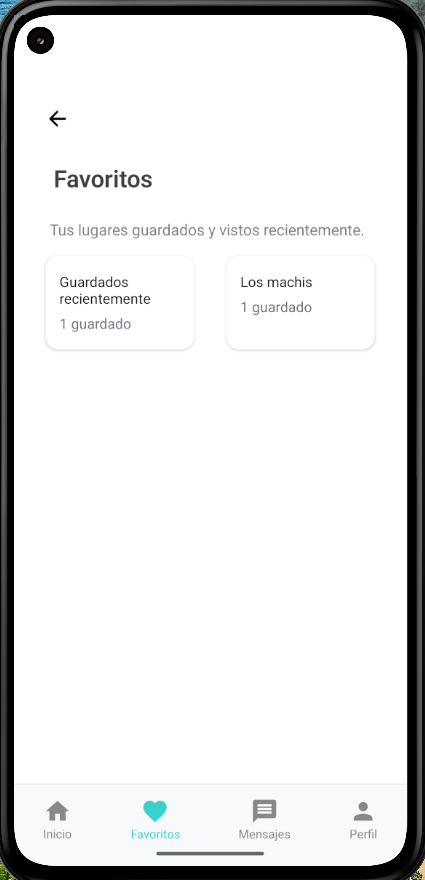 Favoritos
Tus lugares guardados y vistos recientemente.
Guardados
recientemente
1 guardado
Los machis
1 guardado
Inicio
Favoritos
Mensajes
Perfil